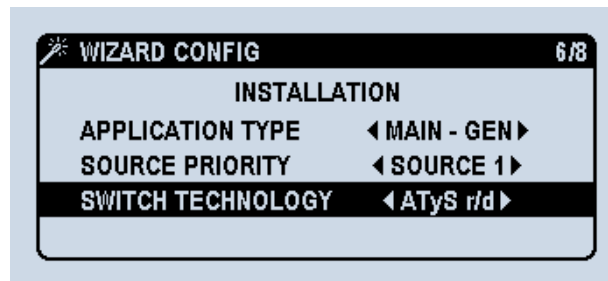 WIZARD CONFIG 6/8
INSTALLATION
APPLICATION TYPE ◀ MAIN - GEN ▶
SOURCE PRIORITY ◀ SOURCE 1 ▶
SWITCH TECHNOLOGY ◀ ATyS r/d ▶